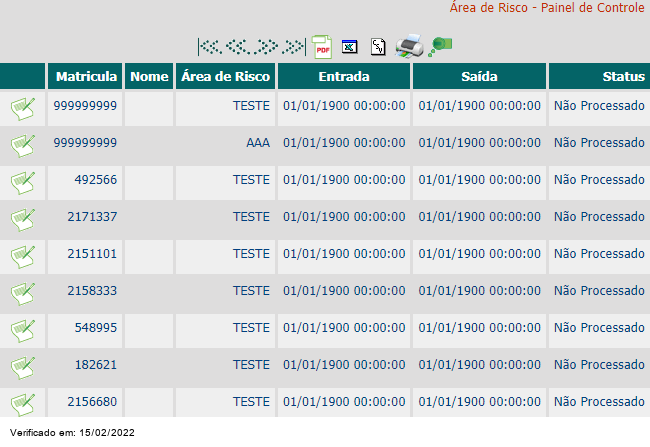 Área de Risco - Painel de Controle
PDF
CSV
Matricula Nome Área de Risco Entrada Saída Status
999999999 TESTE 01/01/1900 00:00:00 01/01/1900 00:00:00 Não Processado
999999999 AAA 01/01/1900 00:00:00 01/01/1900 00:00:00 Não Processado
492566 TESTE 01/01/1900 00:00:00 01/01/1900 00:00:00 Não Processado
2171337 TESTE 01/01/1900 00:00:00 01/01/1900 00:00:00 Não Processado
2151101 TESTE 01/01/1900 00:00:00 01/01/1900 00:00:00 Não Processado
2158333 TESTE 01/01/1900 00:00:00 01/01/1900 00:00:00 Não Processado
548995 TESTE 01/01/1900 00:00:00 01/01/1900 00:00:00 Não Processado
182621 TESTE 01/01/1900 00:00:00 01/01/1900 00:00:00 Não Processado
2156680 TESTE 01/01/1900 00:00:00 01/01/1900 00:00:00 Não Processado
Verificado em: 15/02/2022